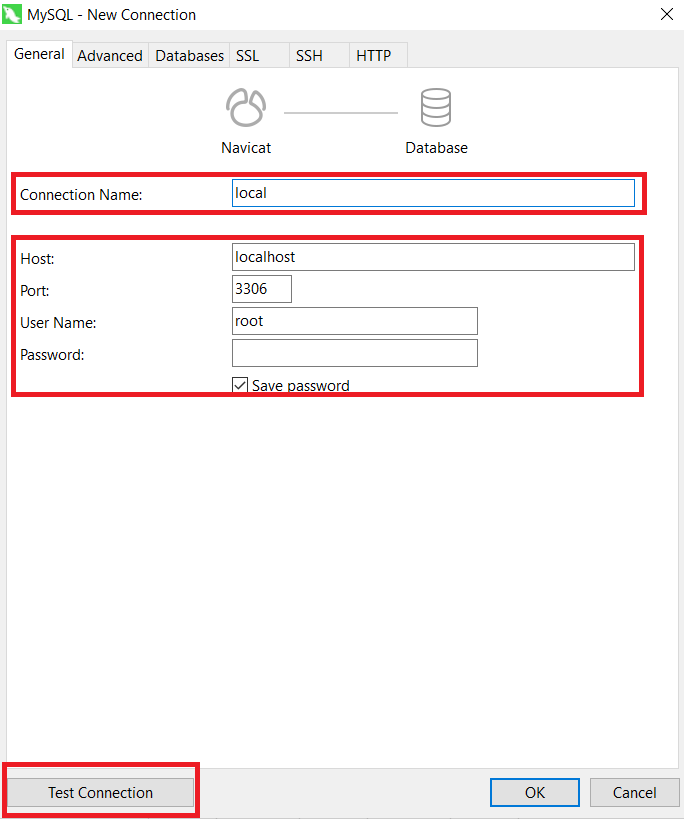 MySQL - New Connection
General Advanced Databases SSL SSH HTTP
Navicat Database
Connection Name: local
Host: localhost
Port: 3306
User Name: root
Password:
Save password
Test Connection OK Cancel